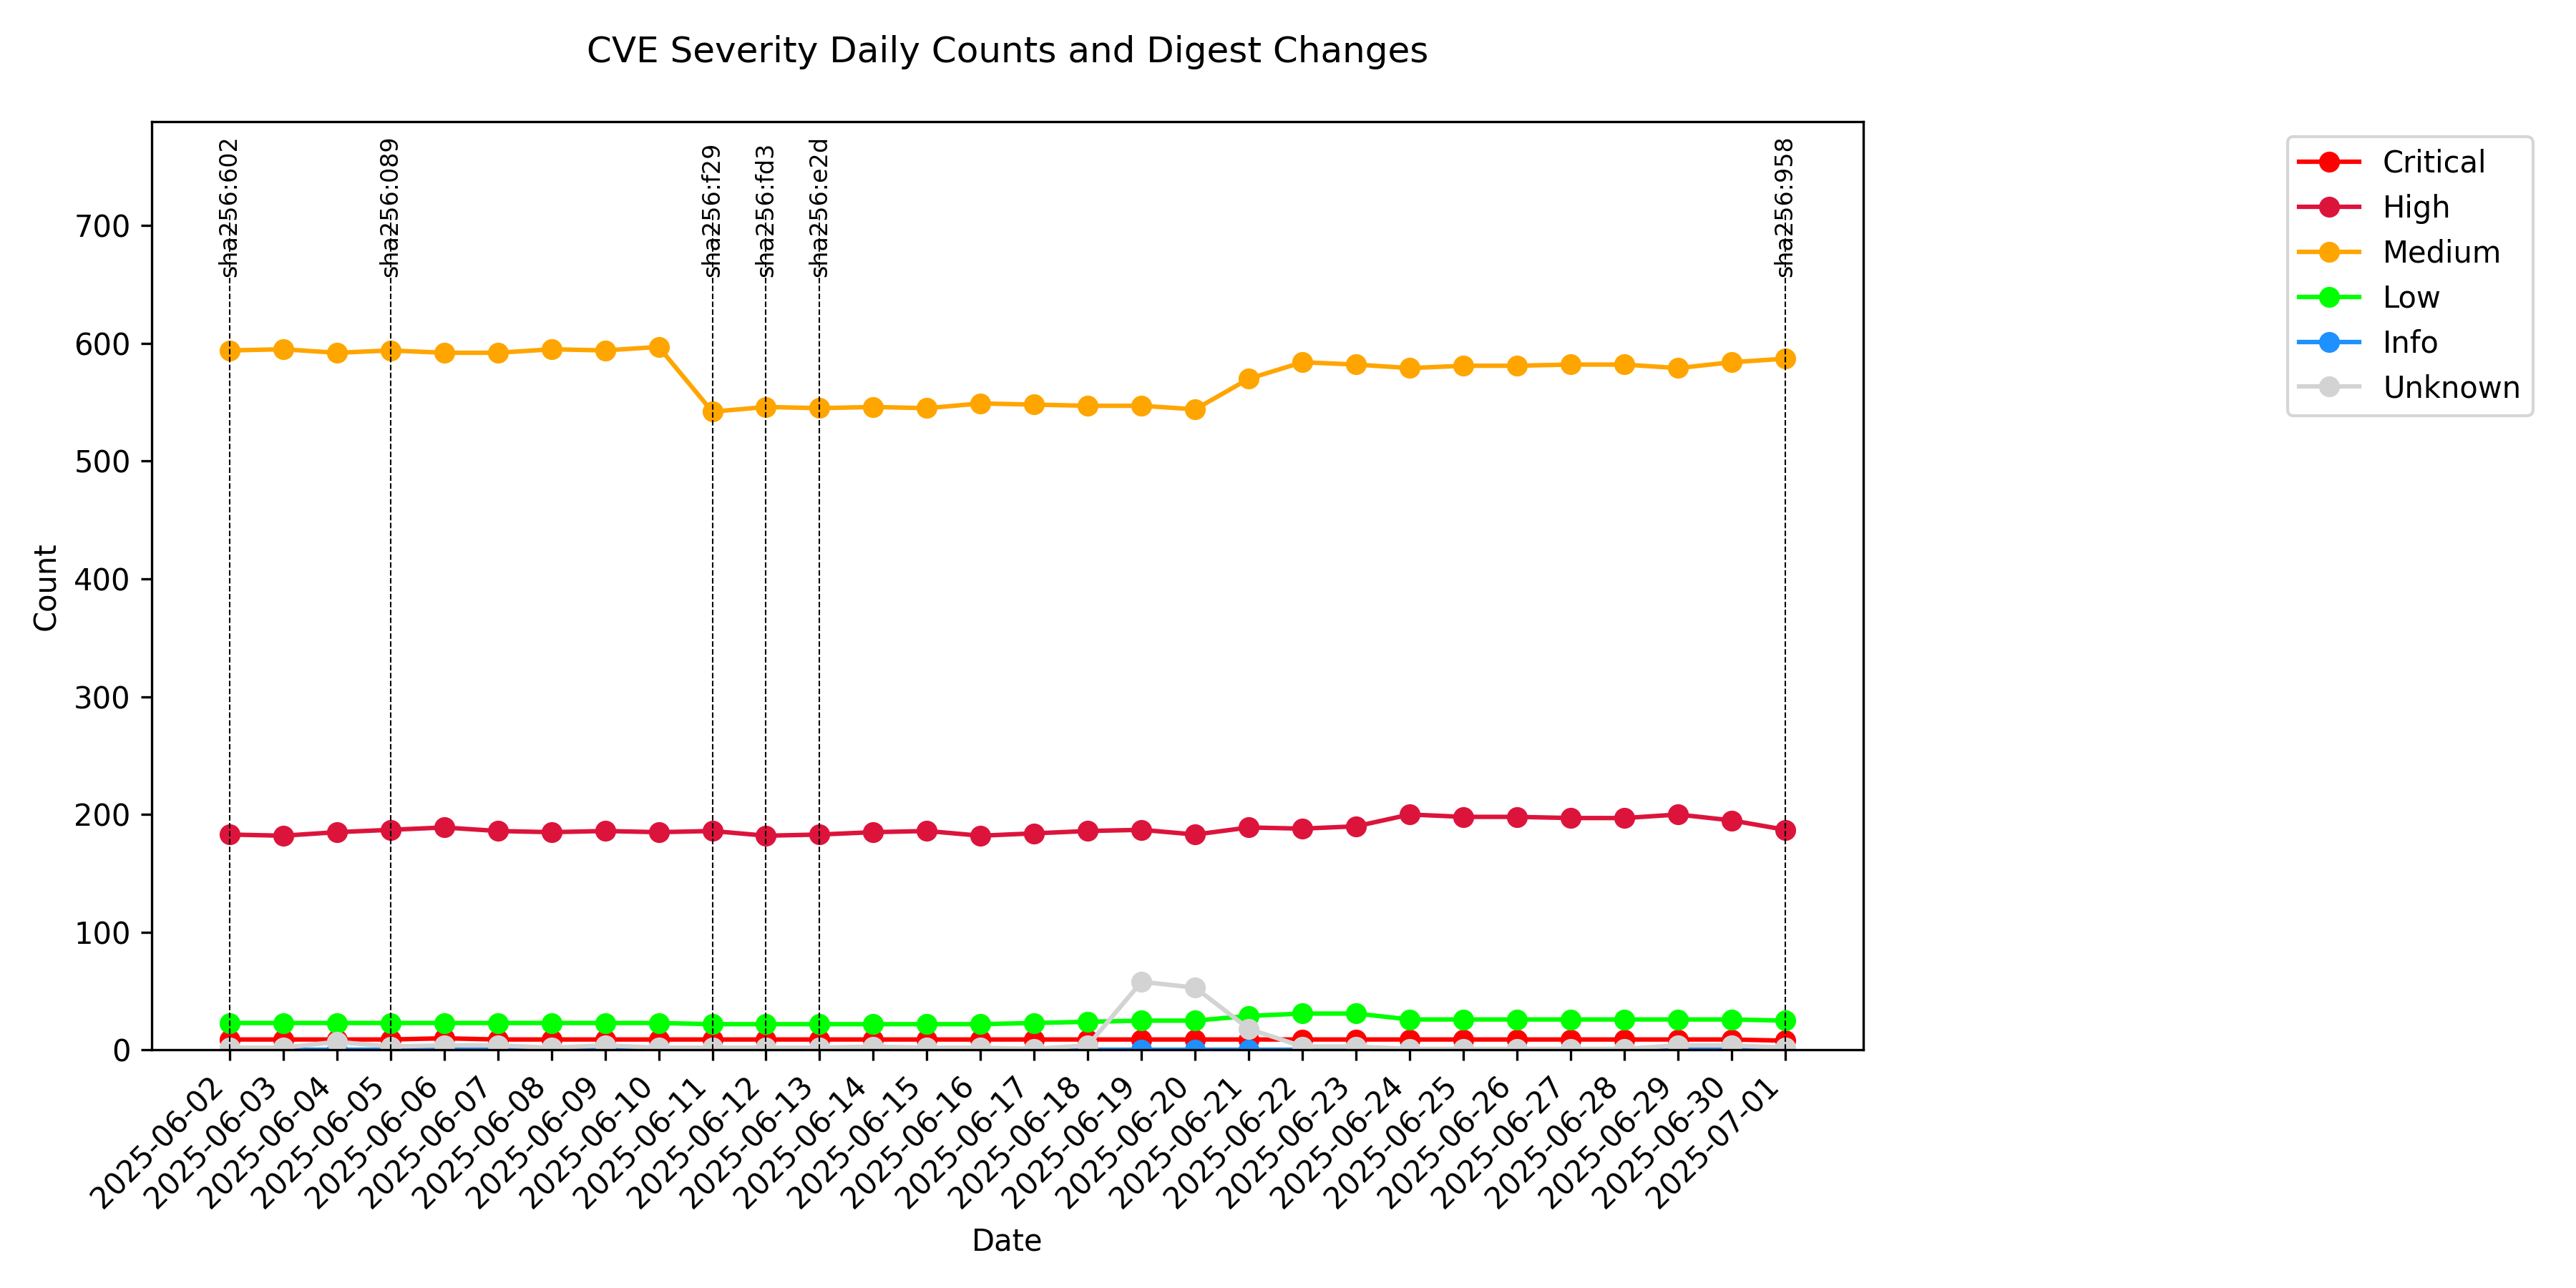 CVE Severity Daily Counts and Digest Changes
sha256:602
sha256:089
sha256:f29
sha256:fd3
sha256:e2d
sha256:958
Critical
High
Medium
Low
Info
Unknown
700
600
500
400
300
200
100
0
Count
2025-06-02
2025-06-03
2025-06-04
2025-06-05
2025-06-06
2025-06-07
2025-06-08
2025-06-09
2025-06-10
2025-06-11
2025-06-12
2025-06-13
2025-06-14
2025-06-15
2025-06-16
2025-06-17
2025-06-18
2025-06-19
2025-06-20
2025-06-21
2025-06-22
2025-06-23
2025-06-24
2025-06-25
2025-06-26
2025-06-27
2025-06-28
2025-06-29
2025-06-30
2025-07-01
Date